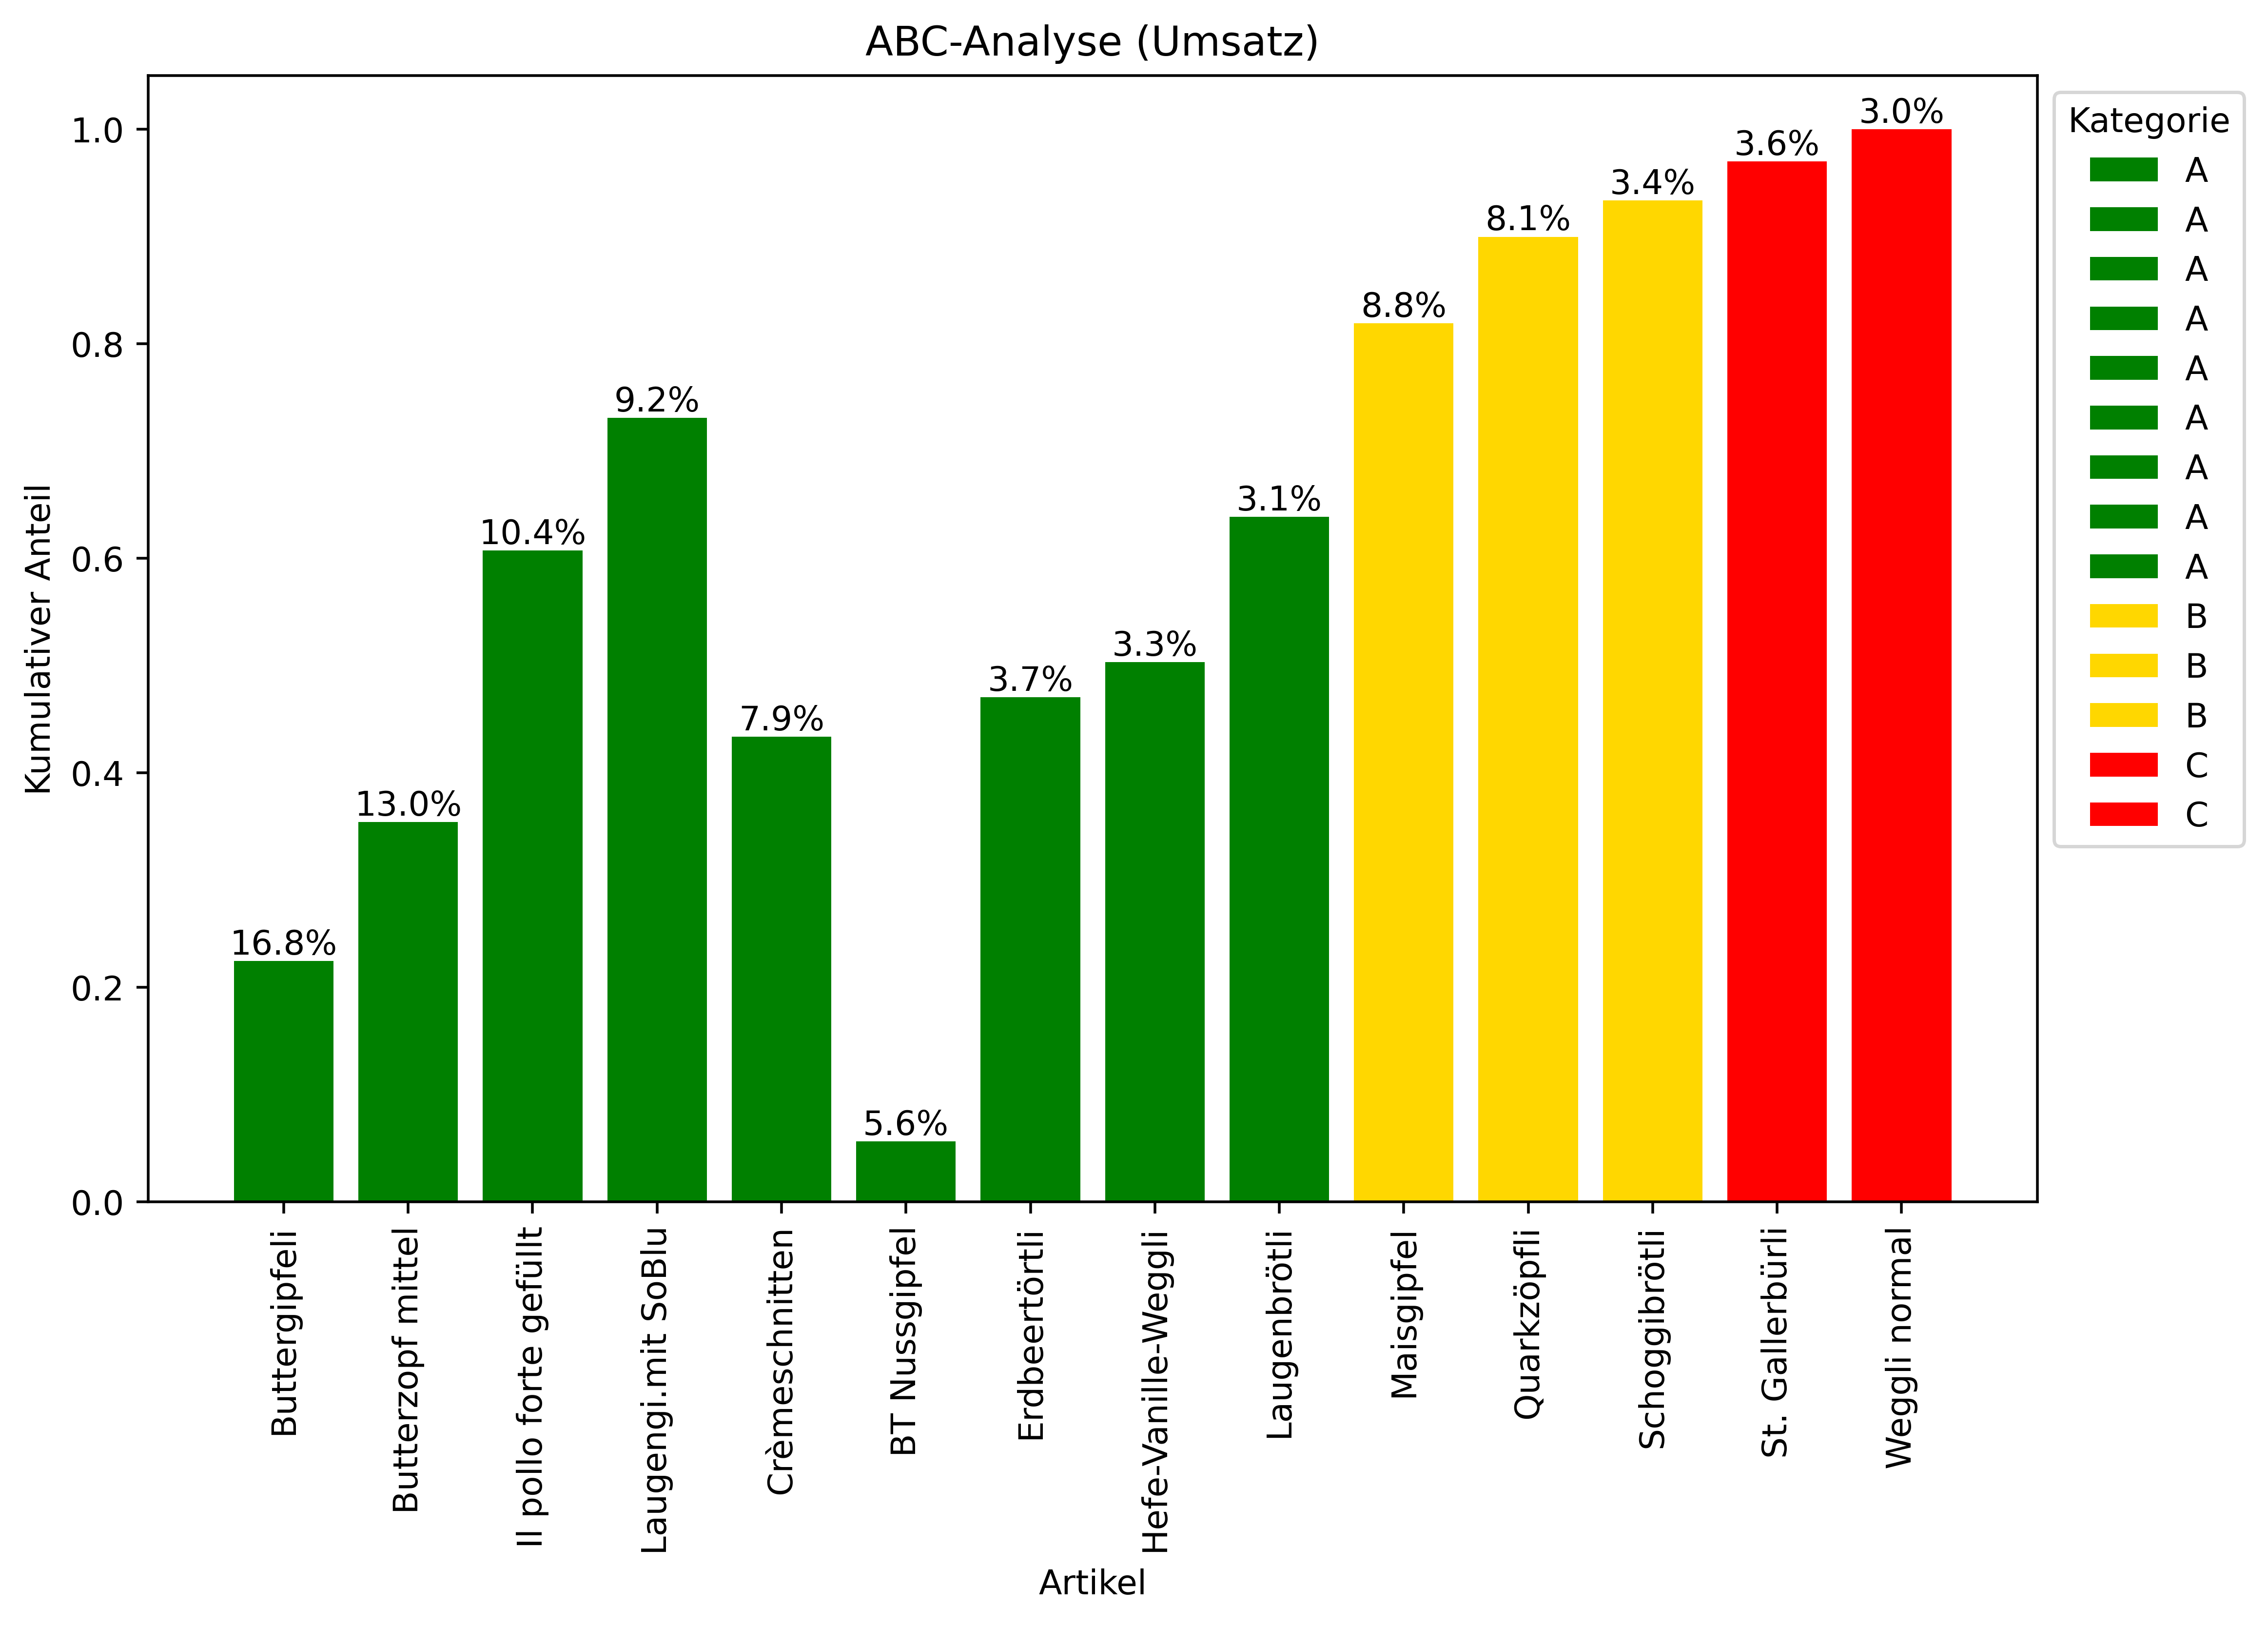 ABC-Analyse (Umsatz)
Kumulativer Anteil
1.0
0.8
0.6
0.4
0.2
0.0
16.8%
13.0%
10.4%
9.2%
7.9%
5.6%
3.7%
3.3%
3.1%
8.8%
8.1%
3.4%
3.6%
3.0%
Buttergipfeli
Butterzopf mittel
Il pollo forte gefüllt
Laugengi.mit SoBlu
Crèmeschnitten
BT Nussgipfel
Erdbeertörtli
Hefe-Vanille-Weggli
Laugenbrötli
Maisgipfel
Quarkzöpfli
Schoggibrötli
St. Gallerbürli
Weggli normal
Artikel
Kategorie
A
A
A
A
A
A
A
A
A
B
B
B
C
C